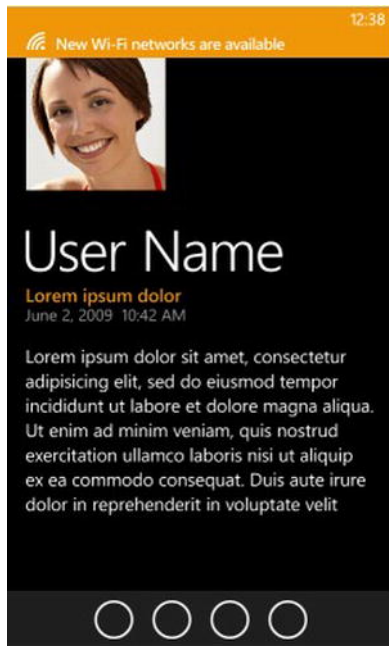 12:38
New Wi-Fi networks are available
User Name
Lorem ipsum dolor
June 2, 2009 10:42 AM
Lorem ipsum dolor sit amet, consectetur
adipisicing elit, sed do eiusmod tempor
incididunt ut labore et dolore magna aliqua.
Ut enim ad minim veniam, quis nostrud
exercitation ullamco laboris nisi ut aliquip
ex ea commodo consequat. Duis aute irure
dolor in reprehenderit in voluptate velit